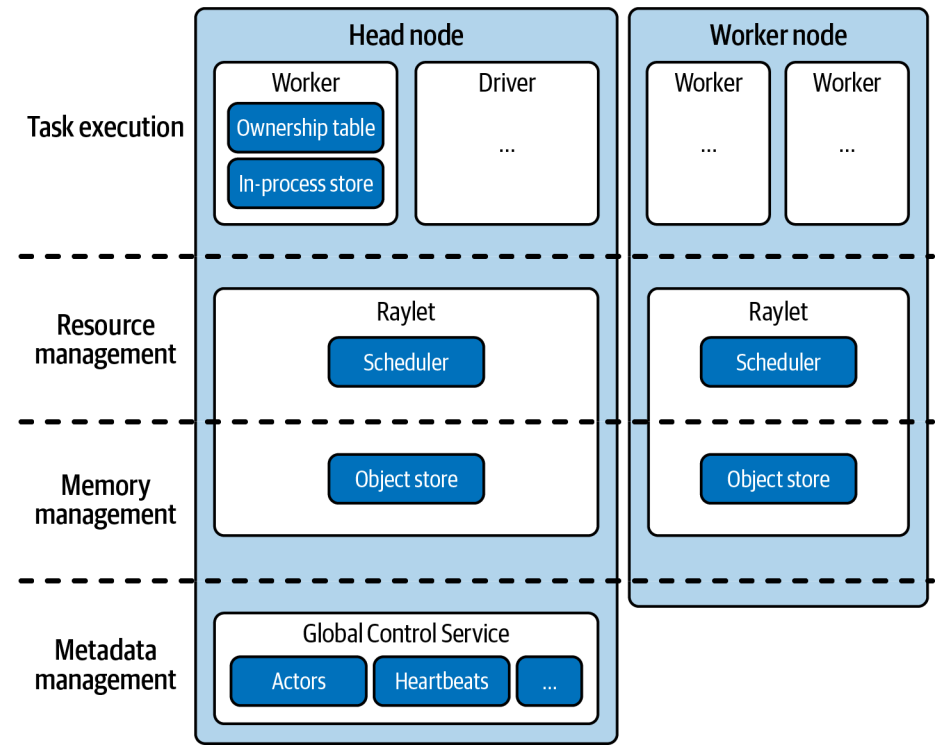 Head node
Worker node
Task execution
Worker
Ownership table
In-process store
Driver
...
Worker
...
Worker
...
Resource
management
Raylet
Scheduler
Raylet
Scheduler
Memory
management
Object store
Object store
Metadata
management
Global Control Service
Actors
Heartbeats
...